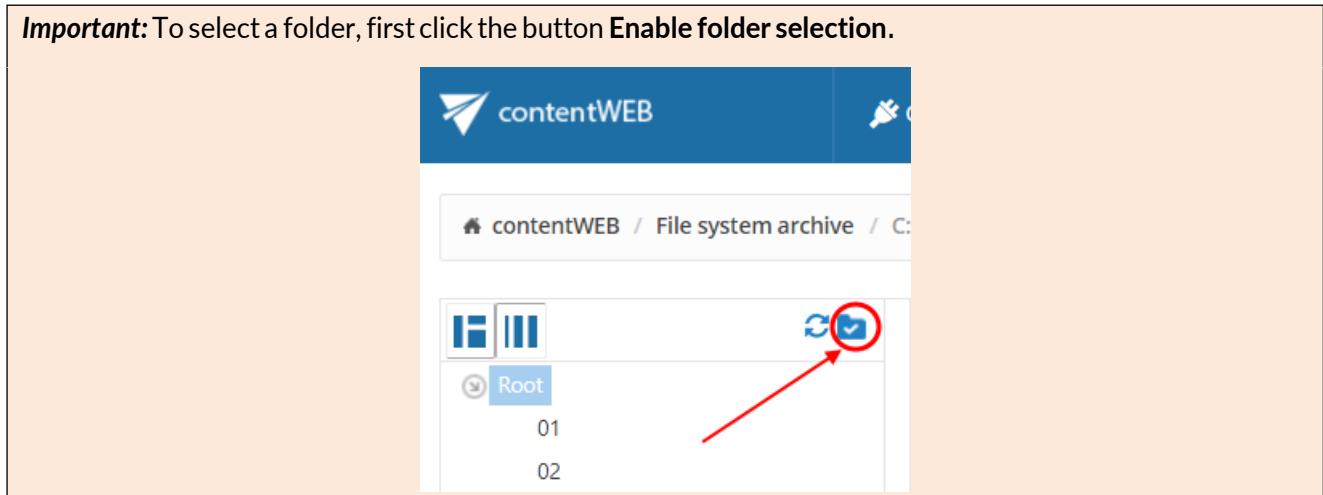 Important: To select a folder, first click the button Enable folder selection.
contentWEB
contentWEB / File system archive / C:
Root
01
02